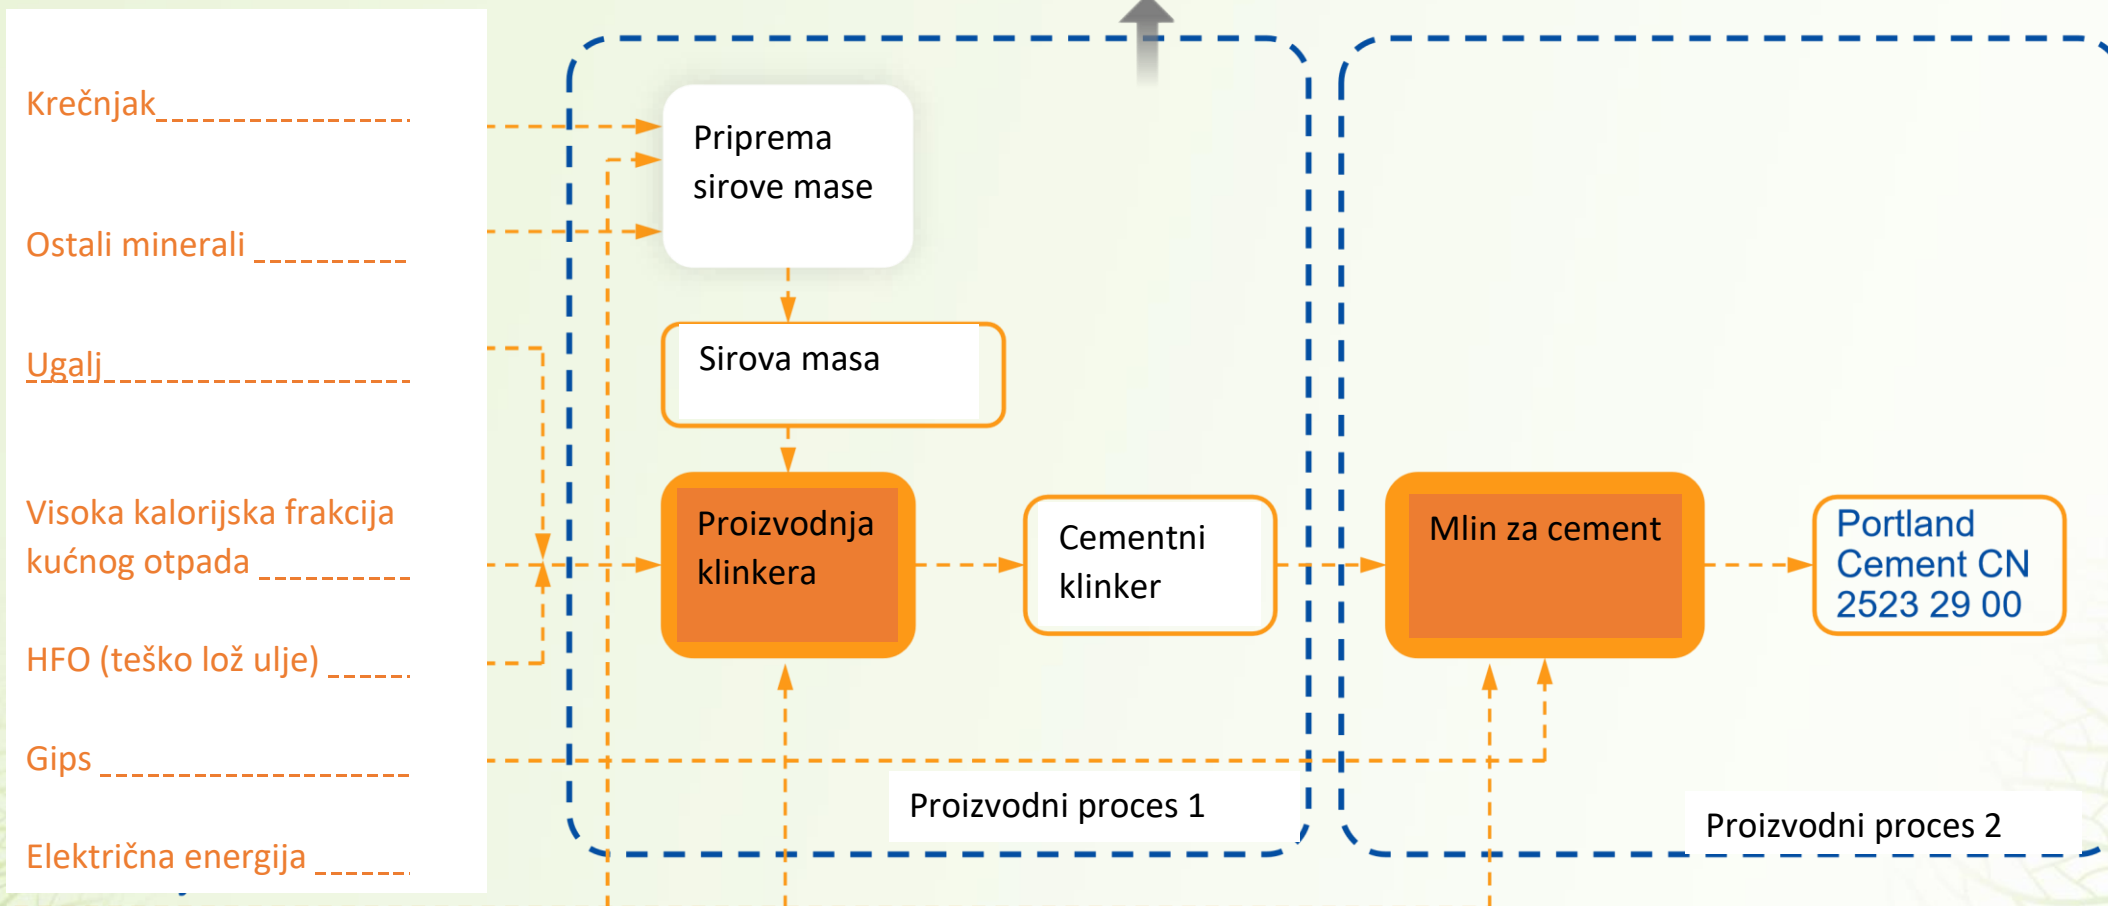 Krečnjak
Ostali minerali
Ugalj
Visoka kalorijska frakcija
kućnog otpada
HFO (teško lož ulje)
Gips
Električna energija
Priprema
sirove mase
Sirova masa
Proizvodnja
klinkera
Cementni
klinker
Proizvodni proces 1
Mlin za cement
Portland
Cement CN
2523 29 00
Proizvodni proces 2